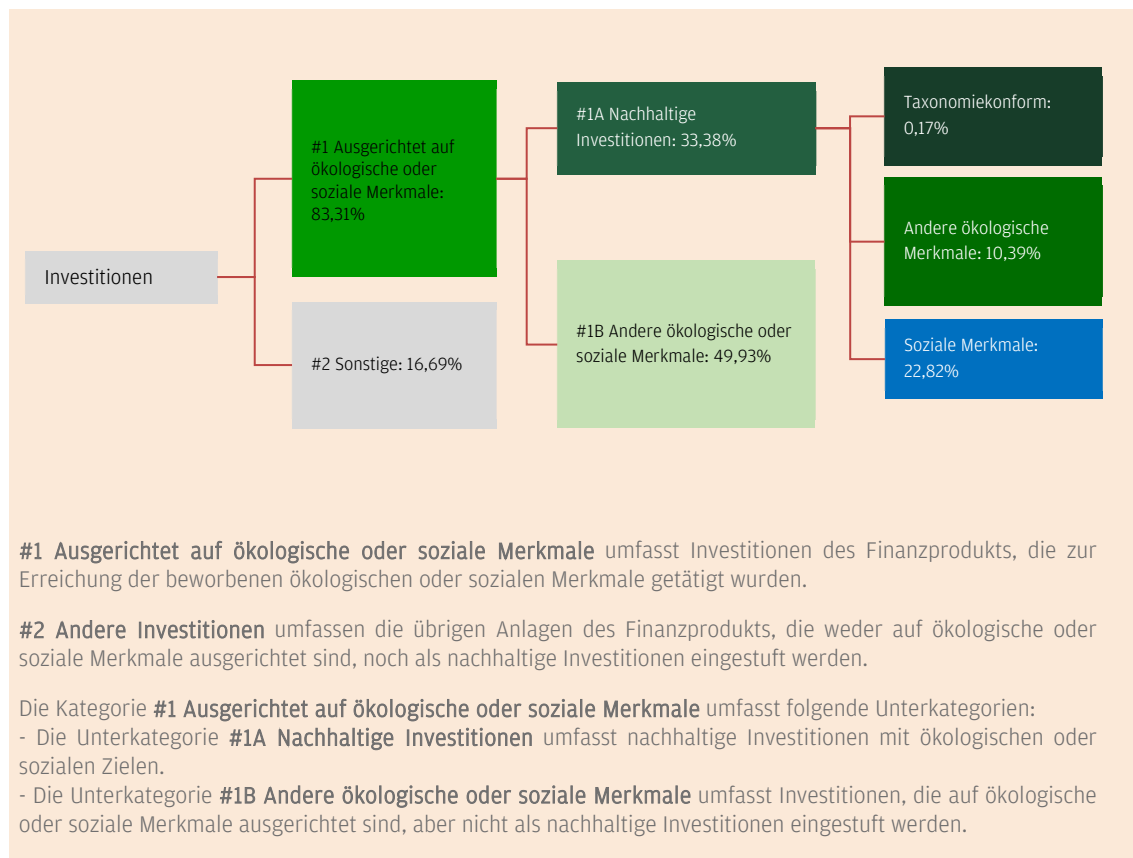 Investitionen
#1 Ausgerichtet auf
ökologische oder
soziale Merkmale:
83,31%
#2 Sonstige: 16,69%
#1A Nachhaltige
Investitionen: 33,38%
#1B Andere ökologische oder
soziale Merkmale: 49,93%
Taxonomiekonform:
0,17%
Andere ökologische
Merkmale: 10,39%
Soziale Merkmale:
22,82%
#1 Ausgerichtet auf ökologische oder soziale Merkmale umfasst Investitionen des Finanzprodukts, die zur
Erreichung der beworbenen ökologischen oder sozialen Merkmale getätigt wurden.
#2 Andere Investitionen umfassen die übrigen Anlagen des Finanzprodukts, die weder auf ökologische oder
soziale Merkmale ausgerichtet sind, noch als nachhaltige Investitionen eingestuft werden.
Die Kategorie #1 Ausgerichtet auf ökologische oder soziale Merkmale umfasst folgende Unterkategorien:
- Die Unterkategorie #1A Nachhaltige Investitionen umfasst nachhaltige Investitionen mit ökologischen oder
sozialen Zielen.
- Die Unterkategorie #1B Andere ökologische oder soziale Merkmale umfasst Investitionen, die auf ökologische
oder soziale Merkmale ausgerichtet sind, aber nicht als nachhaltige Investitionen eingestuft werden.